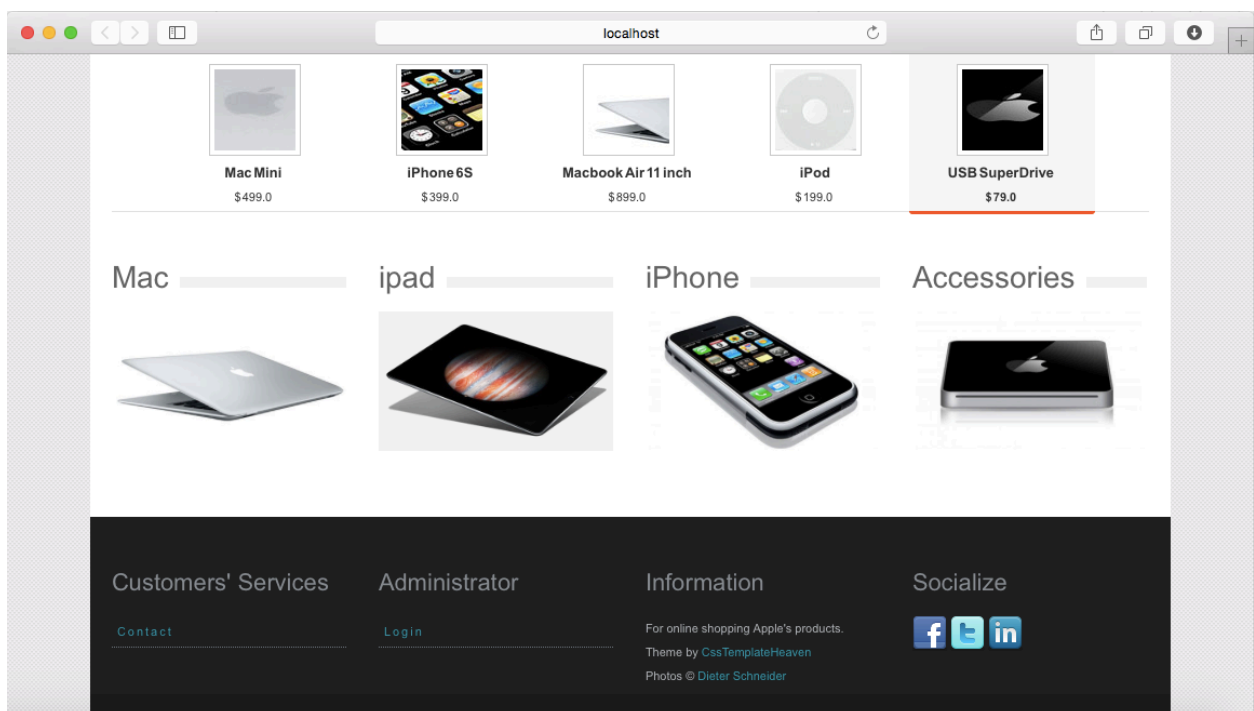 localhost
Mac Mini
$499.0
iPhone 6S
$399.0
Macbook Air 11 inch
$899.0
iPod
$199.0
USB SuperDrive
$79.0
Mac
ipad
iPhone
Accessories
Customers' Services
Contact
Administrator
Login
Information
For online shopping Apple's products.
Theme by CssTemplateHeaven
Photos © Dieter Schneider
Socialize
f
t
in